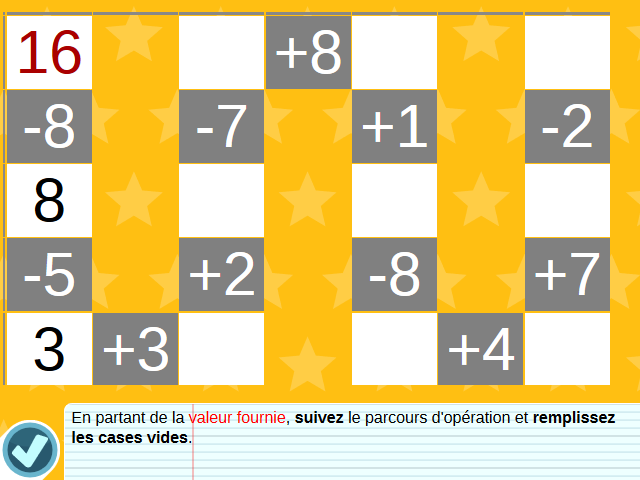 16 +8
-8 -7 +1 -2
8
-5 +2 -8 +7
3 +3 +4
En partant de la valeur fournie, suivez le parcours d'opération et remplissez
les cases vides.